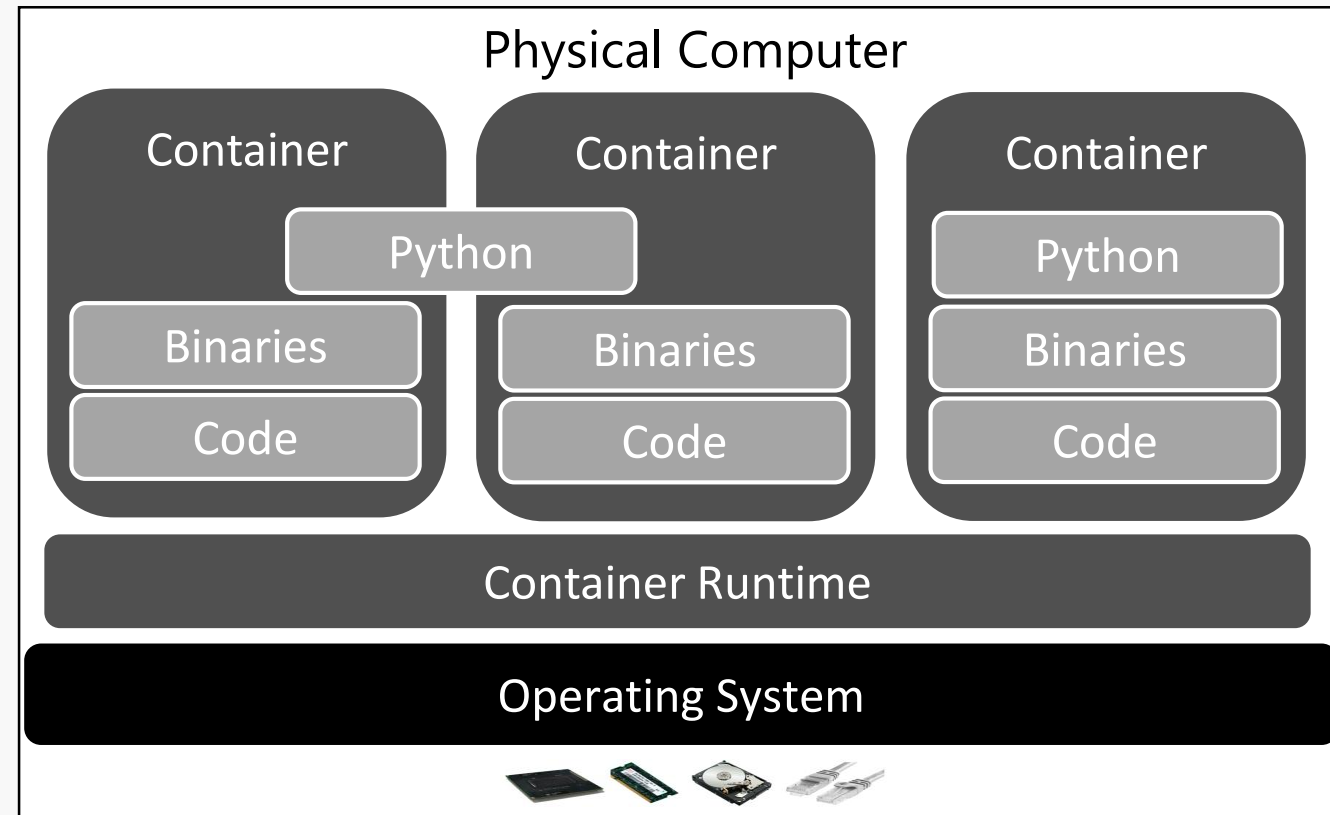 Physical Computer
Container
Container
Container
Python
Python
Binaries
Binaries
Binaries
Code
Code
Code
Container Runtime
Operating System